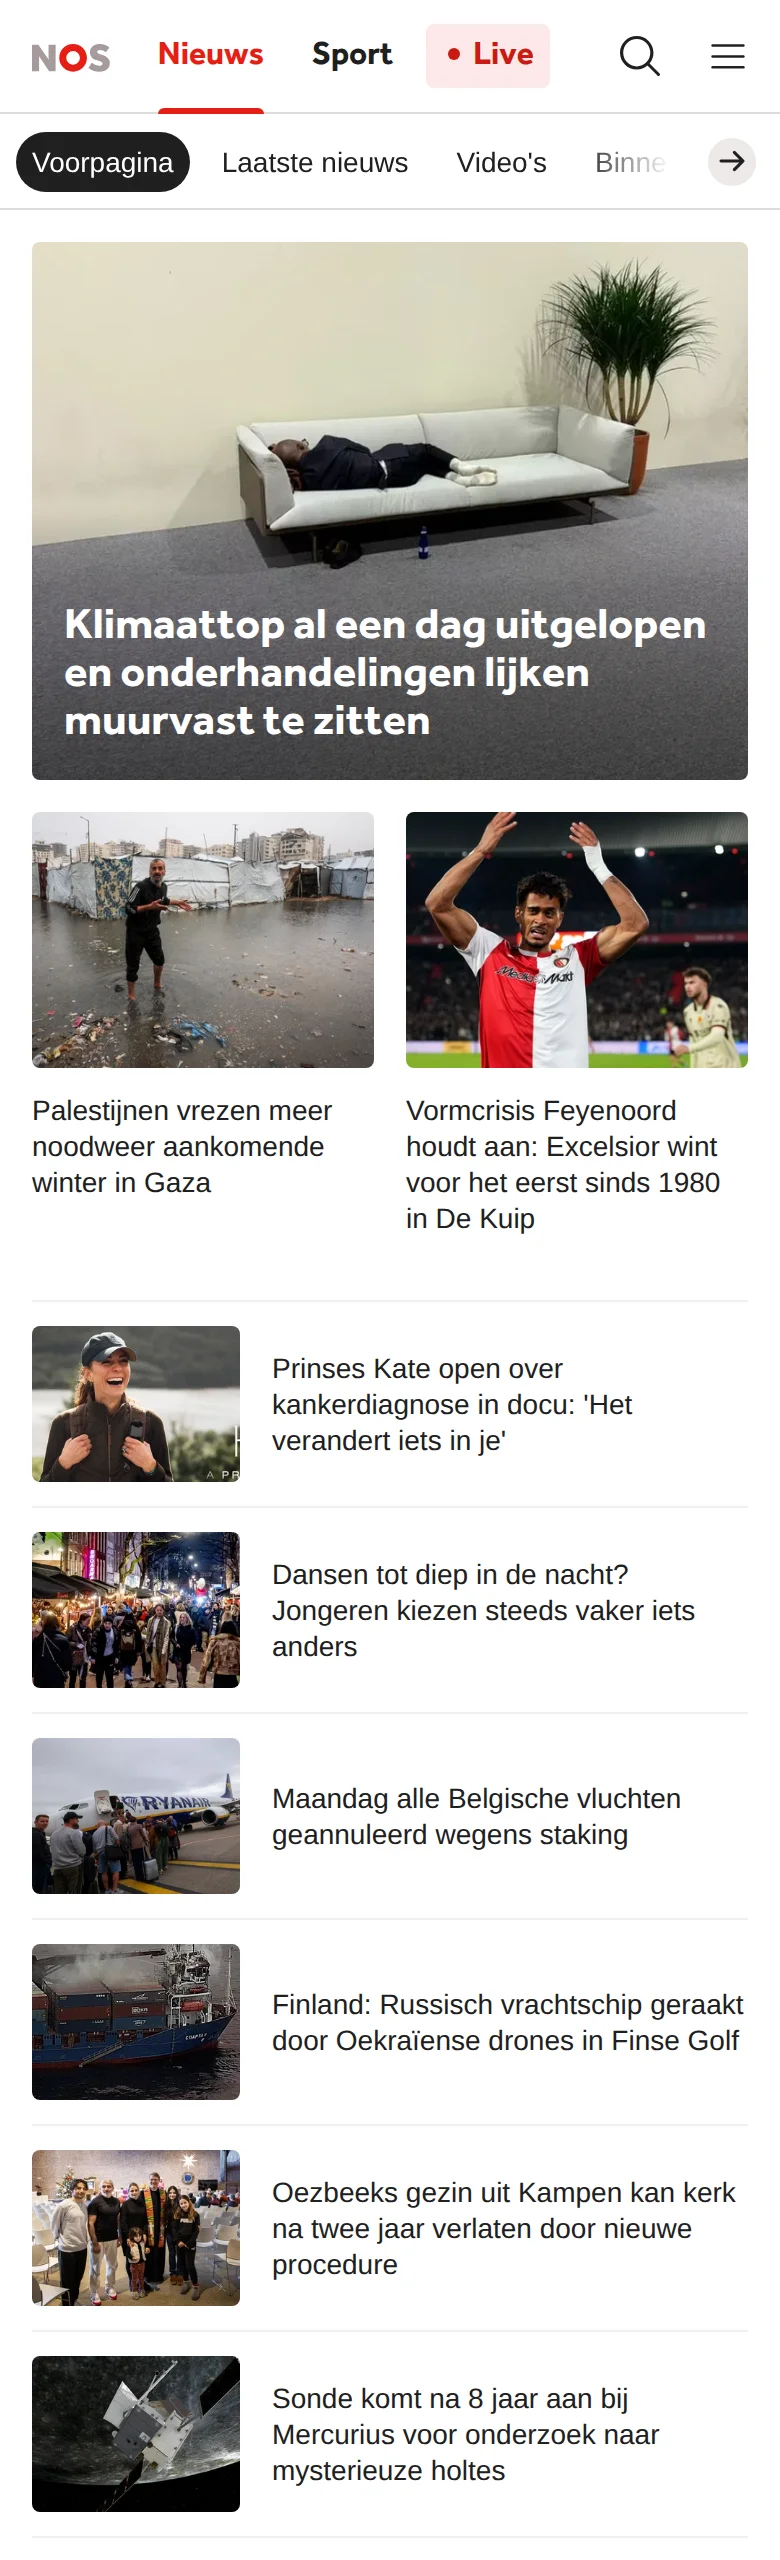 NOS Nieuws Sport Live
Voorpagina Laatste nieuws Video's Binne
Klimaattop al een dag uitgelopen
en onderhandelingen lijken
muurvast te zitten
MediaMarkt
Palestijnen vrezen meer
noodweer aankomende
winter in Gaza
Vormcrisis Feyenoord
houdt aan: Excelsior wint
voor het eerst sinds 1980
in De Kuip
H
A PR
Prinses Kate open over
kankerdiagnose in docu: 'Het
verandert iets in je'
Dansen tot diep in de nacht?
Jongeren kiezen steeds vaker iets
anders
RYANAIR
Maandag alle Belgische vluchten
geannuleerd wegens staking
Finland: Russisch vrachtschip geraakt
door Oekraïense drones in Finse Golf
Oezbeeks gezin uit Kampen kan kerk
na twee jaar verlaten door nieuwe
procedure
Sonde komt na 8 jaar aan bij
Mercurius voor onderzoek naar
mysterieuze holtes